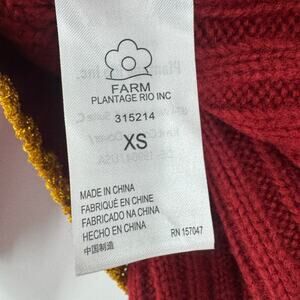 FARM
PLANTAGE RIO INC
315214
XS
MADE IN CHINA
FABRIQUÉ EN CHINE
FABRICADO NA CHINA
HECHO EN CHINA
中国制造
RN 157047